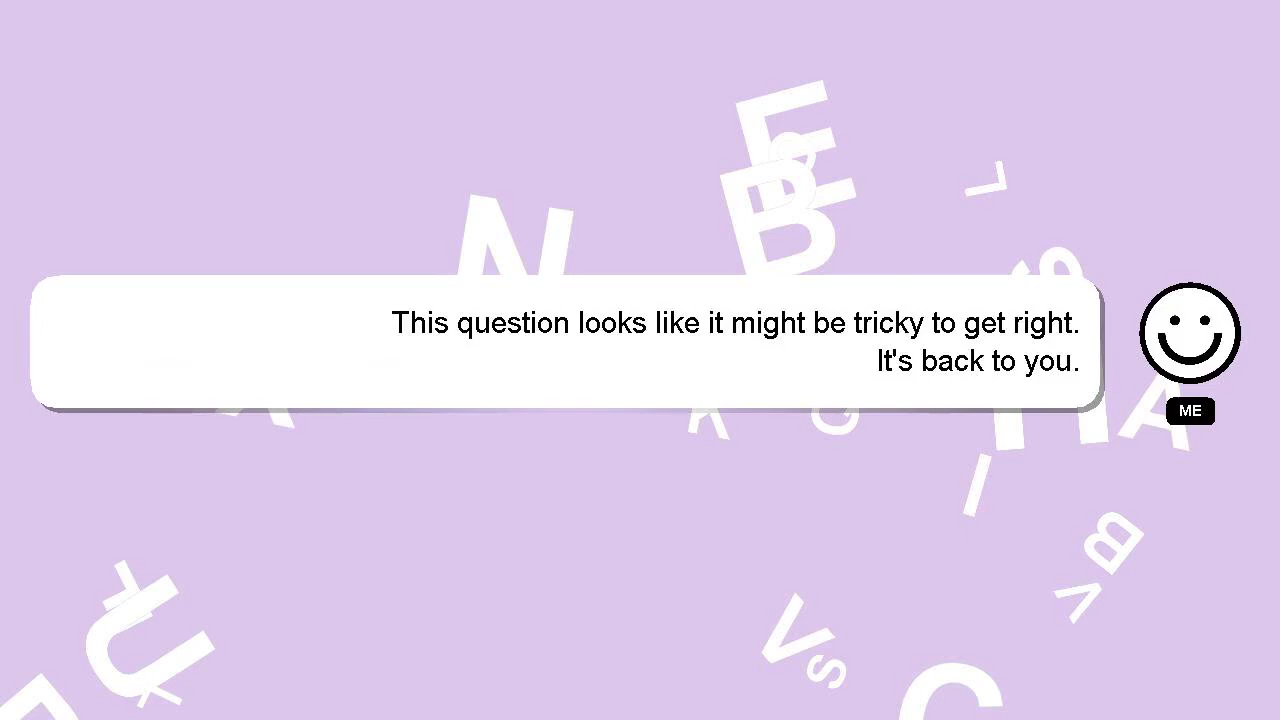 E
B
N
L
S
This question looks like it might be tricky to get right.
It's back to you.
ME
K
G
A
I
B
V
U
V
S
C